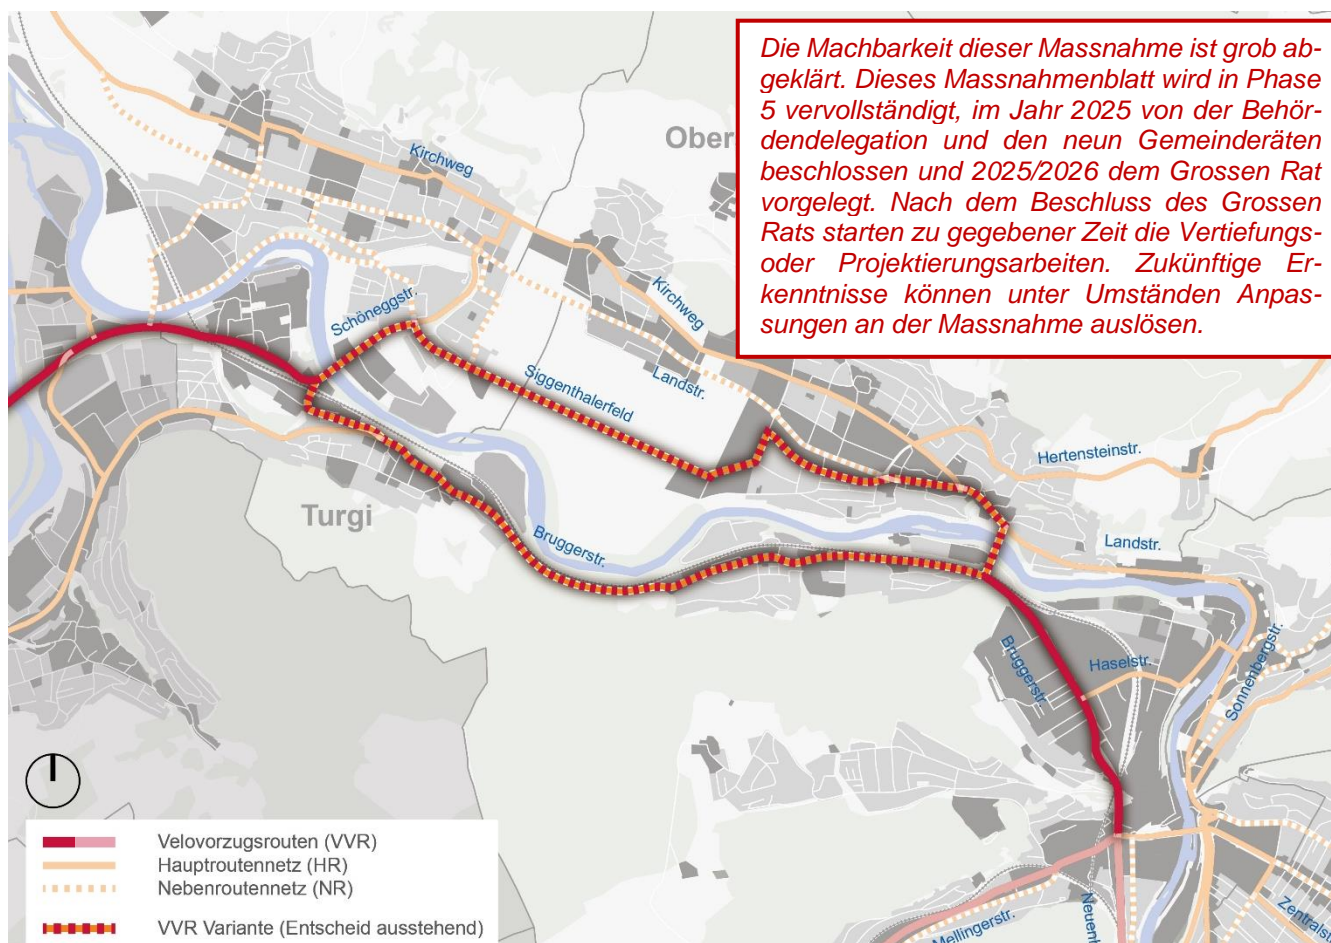 Die Machbarkeit dieser Massnahme ist grob ab-
geklärt. Dieses Massnahmenblatt wird in Phase
5 vervollständigt, im Jahr 2025 von der Behör-
dendelegation und den neun Gemeinderäten
beschlossen und 2025/2026 dem Grossen Rat
vorgelegt. Nach dem Beschluss des Grossen
Rats starten zu gegebener Zeit die Vertiefungs-
oder Projektierungsarbeiten. Zukünftige Er-
kenntnisse können unter Umständen Anpas-
sungen an der Massnahme auslösen.
Ober
Kirchweg
Kirchweg
Schöneggstr.
Siggenthalerfeld
Landstr.
Hertensteinstr.
Turgi
Bruggerstr.
Landstr.
Bruggerstr.
Haselstr.
Sonnenbergstr.
Velovorzugsrouten (VVR)
Hauptroutennetz (HR)
Nebenroutennetz (NR)
VVR Variante (Entscheid ausstehend)
Mellingerstr.
Neuenh
Zentralst